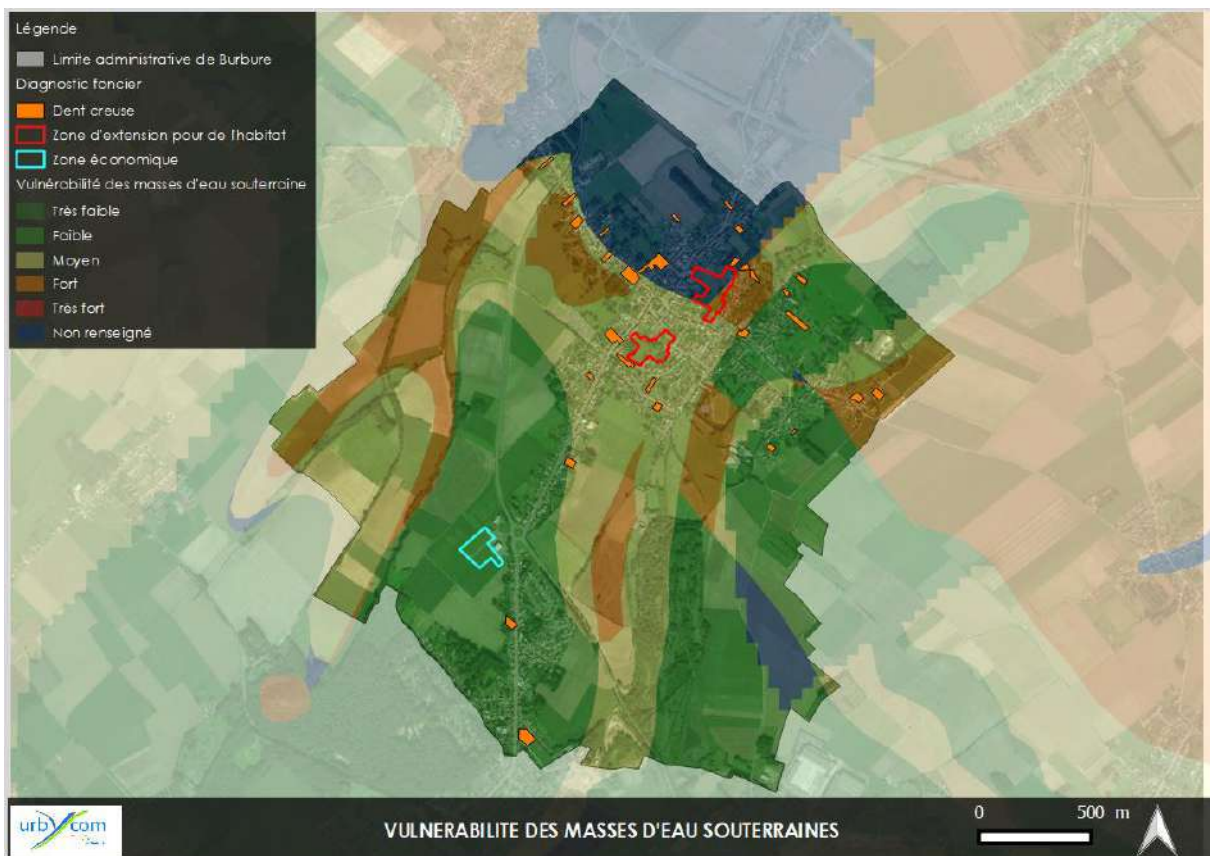 Légende
Limite administrative de Burbure
Diagnostic foncier
Dent creuse
Zone d'extension pour de l'habitat
Zone économique
Vulnérabilité des masses d'eau souterraine
Très faible
Faible
Moyen
Fort
Très fort
Non renseigné
urbycom
VULNERABILITE DES MASSES D'EAU SOUTERRAINES
0 500 m